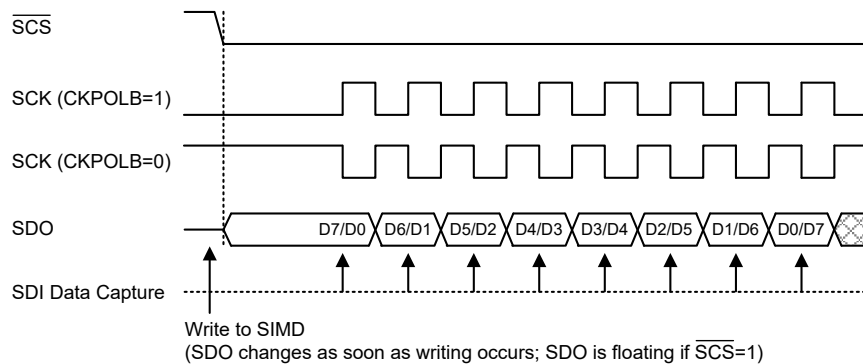 SCS
SCK (CKPOLB=1)
SCK (CKPOLB=0)
SDO
D7/D0 D6/D1 D5/D2 D4/D3 D3/D4 D2/D5 D1/D6 D0/D7
SDI Data Capture
Write to SIMD
(SDO changes as soon as writing occurs; SDO is floating if SCS=1)